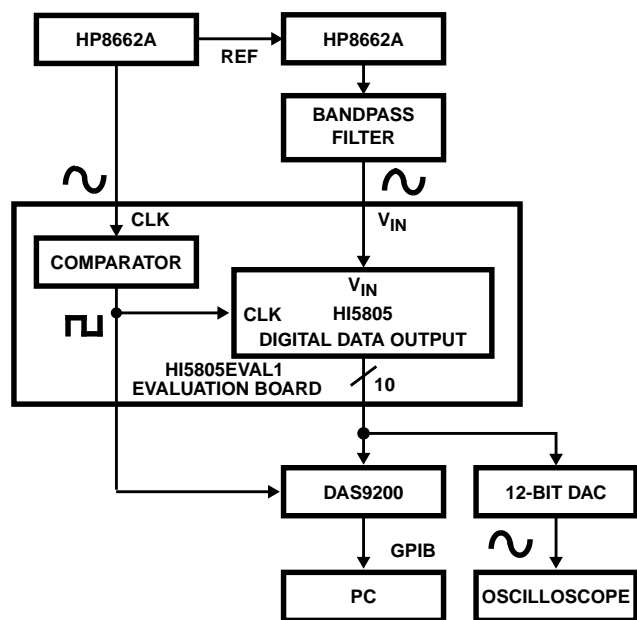 HP8662A
REF
HP8662A
BANDPASS
FILTER
CLK
VIN
COMPARATOR
VIN
CLK
HI5805
DIGITAL DATA OUTPUT
HI5805EVAL1
EVALUATION BOARD
10
DAS9200
12-BIT DAC
GPIB
PC
OSCILLOSCOPE